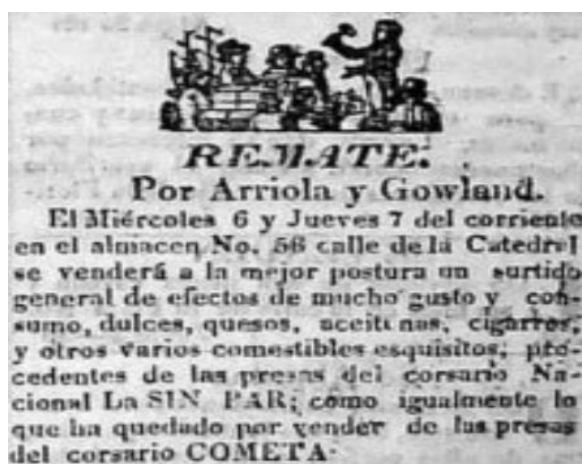 REMATE.
Por Arriola y Gowland.
El Miércoles 6 y Jueves 7 del corriente
en el almacen No. 56 calle de la Catedral
se venderá a la mejor postura un surtido
general de efectos de mucho gusto y con-
sumo, dulces, quesos, aceitunas, cigarros,
y otros varios comestibles esquisitos, pro-
cedentes de las presas del corsario Na-
cional La SIN PAR; como igualmente lo
que ha quedado por vender de las presas
del corsario COMETA.